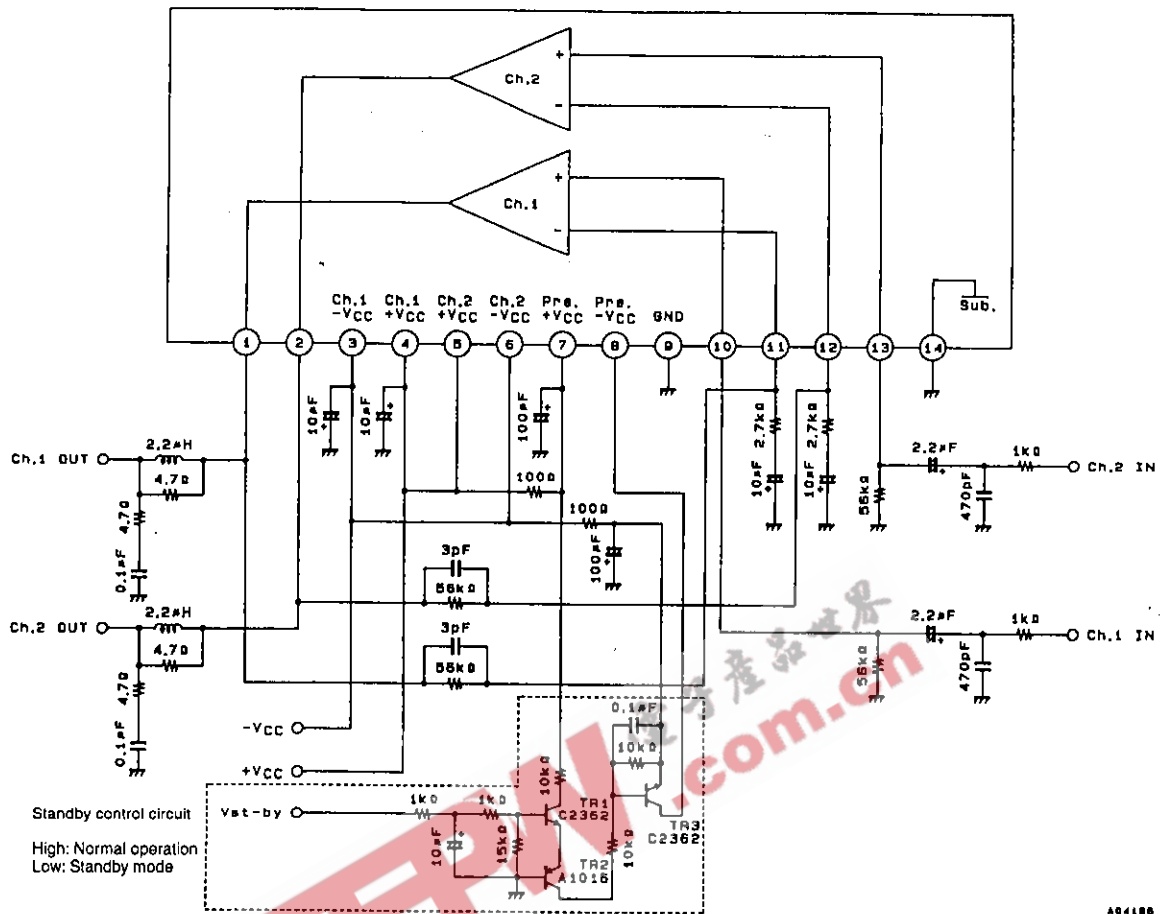 Ch.2
+
−
Ch.1
+
−
Sub.
Ch.1 -VCC
Ch.1 +VCC
Ch.2 +VCC
Ch.2 -VCC
Pre. +VCC
Pre. -VCC
GND
1 2 3 4 5 6 7 8 9 10 11 12 13 14
10µF
10µF
100µF
2.7kΩ
2.7kΩ
10µF
10µF
Ch.1 OUT
2.2µH
4.7Ω
4.7Ω
0.1µF
100Ω
100Ω
100µF
56kΩ
2.2µF
470pF
1kΩ
Ch.2 IN
3pF
56kΩ
Ch.2 OUT
2.2µH
4.7Ω
4.7Ω
0.1µF
3pF
56kΩ
56kΩ
2.2µF
470pF
1kΩ
Ch.1 IN
-VCC
+VCC
Standby control circuit
High: Normal operation
Low: Standby mode
Vst-by
1kΩ
1kΩ
10µF
15kΩ
10kΩ
TR1
C2362
TR2
A1016
10kΩ
0.1µF
10kΩ
TR3
C2362
產品世界
.com.cn
A04186